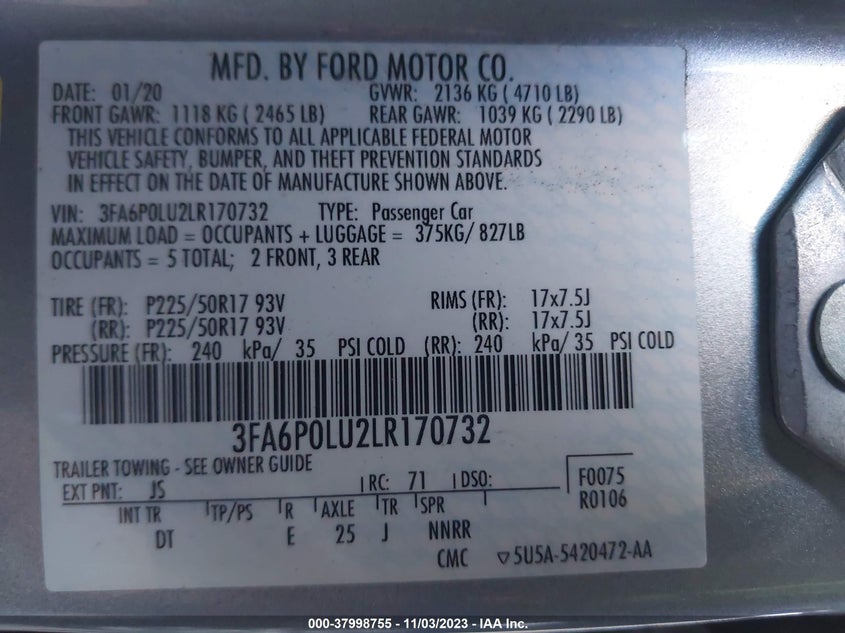 MFD. BY FORD MOTOR CO.
DATE: 01/20 GVWR: 2136 KG ( 4710 LB)
FRONT GAWR: 1118 KG ( 2465 LB) REAR GAWR: 1039 KG ( 2290 LB)
THIS VEHICLE CONFORMS TO ALL APPLICABLE FEDERAL MOTOR
VEHICLE SAFETY, BUMPER, AND THEFT PREVENTION STANDARDS
IN EFFECT ON THE DATE OF MANUFACTURE SHOWN ABOVE.
VIN: 3FA6P0LU2LR170732 TYPE: Passenger Car
MAXIMUM LOAD = OCCUPANTS + LUGGAGE = 375KG/ 827LB
OCCUPANTS = 5 TOTAL; 2 FRONT, 3 REAR
TIRE (FR): P225/50R17 93V RIMS (FR): 17x7.5J
(RR): P225/50R17 93V (RR): 17x7.5J
PRESSURE (FR): 240 kPa/ 35 PSI COLD (RR): 240 kPa/ 35 PSI COLD
3FA6P0LU2LR170732
TRAILER TOWING - SEE OWNER GUIDE
EXT PNT: JS RC: 71 DSO: F0075
R0106
INT TR TP/PS R AXLE TR SPR
DT E 25 J NNRR
CMC ▽5U5A-5420472-AA
000-37998755 - 11/03/2023 - IAA Inc.